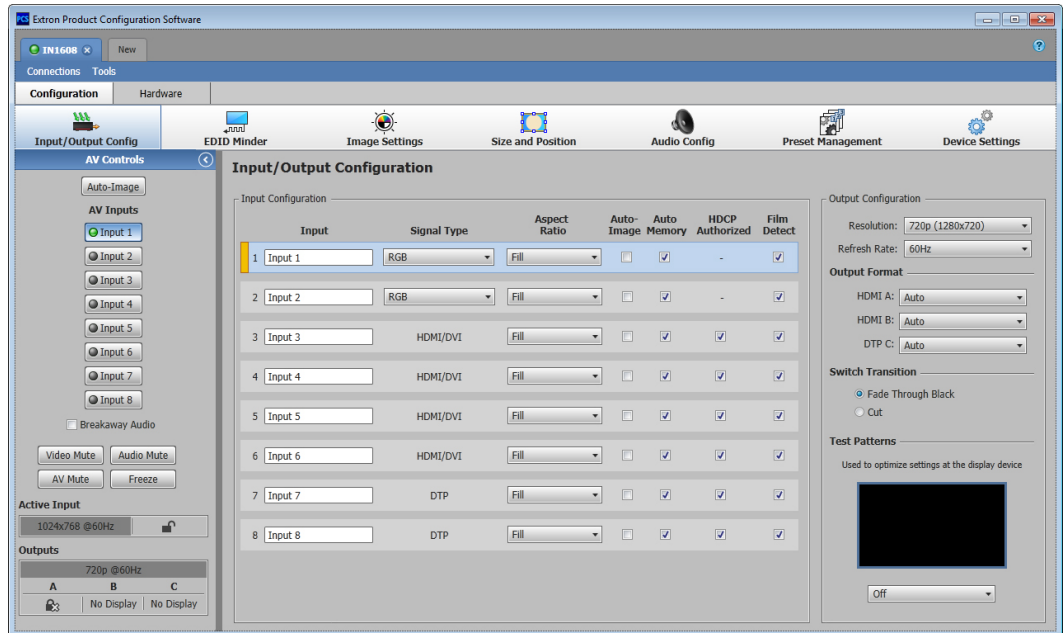 PCS Extron Product Configuration Software
IN1608 New
Connections Tools
Configuration Hardware
Input/Output Config EDID Minder Image Settings Size and Position Audio Config Preset Management Device Settings
AV Controls
Auto-Image
AV Inputs
Input 1
Input 2
Input 3
Input 4
Input 5
Input 6
Input 7
Input 8
Breakaway Audio
Video Mute Audio Mute
AV Mute Freeze
Active Input
1024x768 @60Hz
Outputs
720p @60Hz
A B C
No Display No Display
Input/Output Configuration
Input Configuration
Input Signal Type Aspect Ratio Auto-Image Auto Memory HDCP Authorized Film Detect
1 Input 1 RGB Fill -
2 Input 2 RGB Fill -
3 Input 3 HDMI/DVI Fill
4 Input 4 HDMI/DVI Fill
5 Input 5 HDMI/DVI Fill
6 Input 6 HDMI/DVI Fill
7 Input 7 DTP Fill
8 Input 8 DTP Fill
Output Configuration
Resolution: 720p (1280x720)
Refresh Rate: 60Hz
Output Format
HDMI A: Auto
HDMI B: Auto
DTP C: Auto
Switch Transition
Fade Through Black
Cut
Test Patterns
Used to optimize settings at the display device
Off